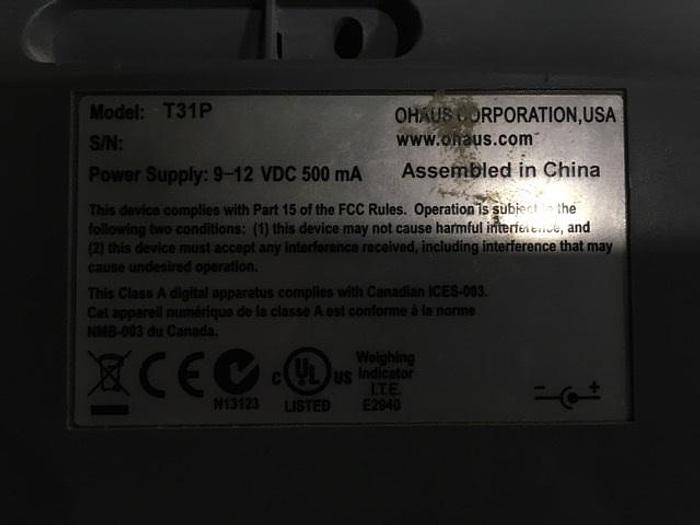 Model: T31P
OHAUS CORPORATION,USA
S/N:
www.ohaus.com
Power Supply: 9-12 VDC 500 mA
Assembled in China
This device complies with Part 15 of the FCC Rules. Operation is subject to the
following two conditions: (1) this device may not cause harmful interference, and
(2) this device must accept any interference received, including interference that may
cause undesired operation.
This Class A digital apparatus complies with Canadian ICES-003.
Cet appareil numérique de la classe A est conforme à la norme
NMB-003 du Canada.
CE
N13123
C UL US
LISTED
Weighing
Indicator
I.T.E.
E2940
- +